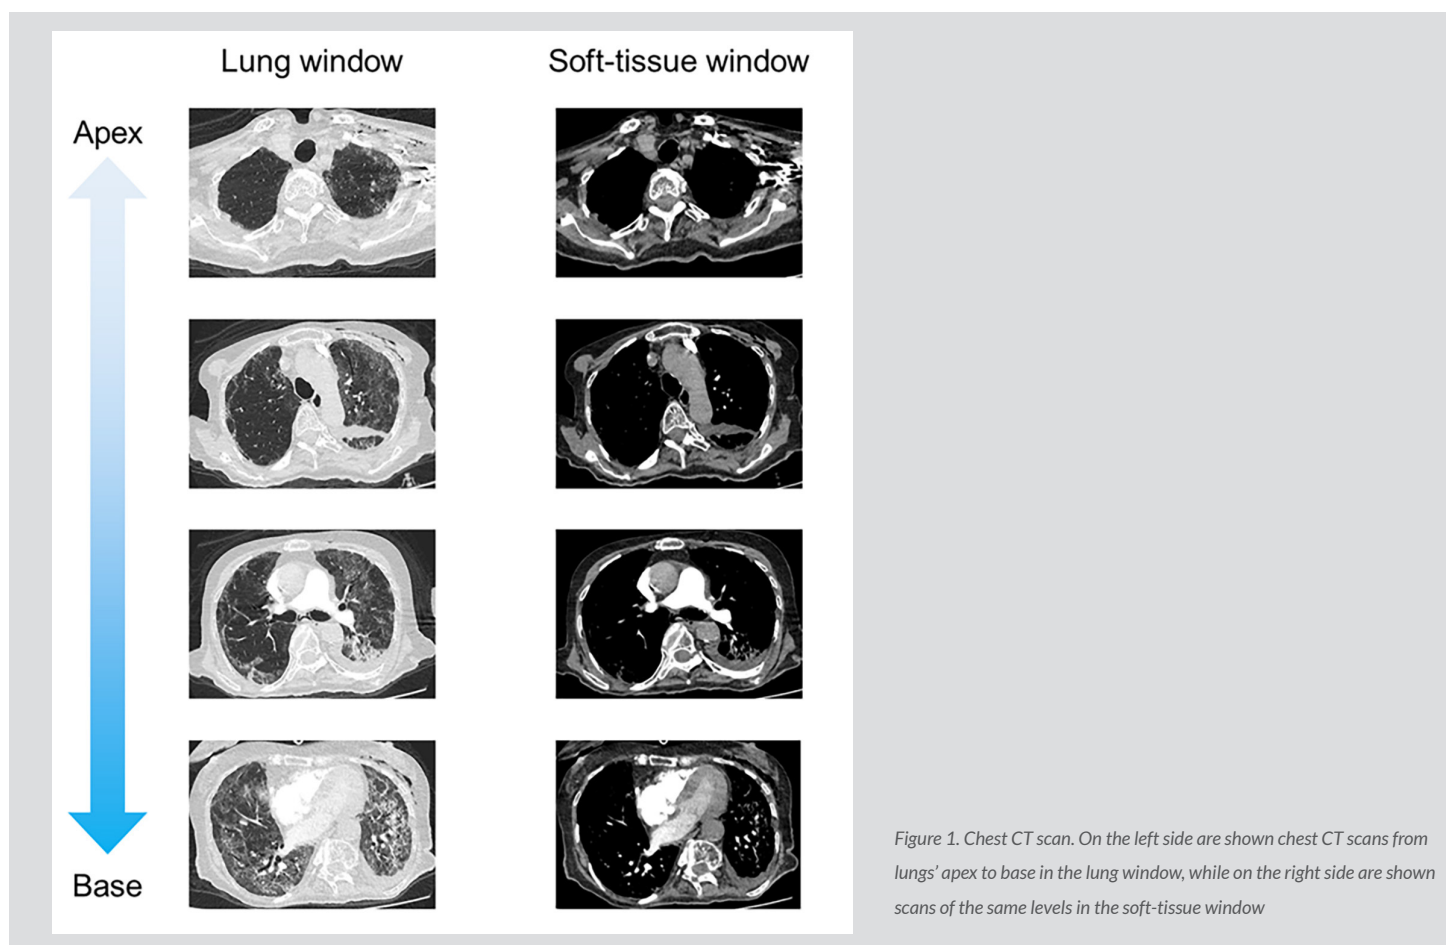 Lung window
Soft-tissue window
Apex
Base
Figure 1. Chest CT scan. On the left side are shown chest CT scans from
lungs’ apex to base in the lung window, while on the right side are shown
scans of the same levels in the soft-tissue window